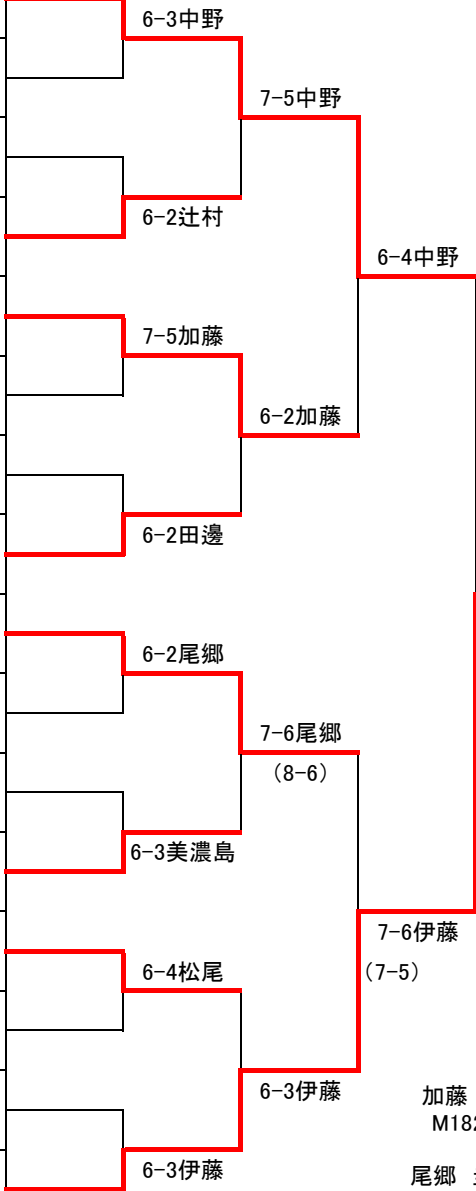 6-3中野
7-5中野
6-2辻村
6-4中野
7-5加藤
6-2加藤
6-2田邊
6-2尾郷
7-6尾郷
（8-6）
6-3美濃島
7-6伊藤
（7-5）
6-4松尾
6-3伊藤
加藤
M182
6-3伊藤
尾郷